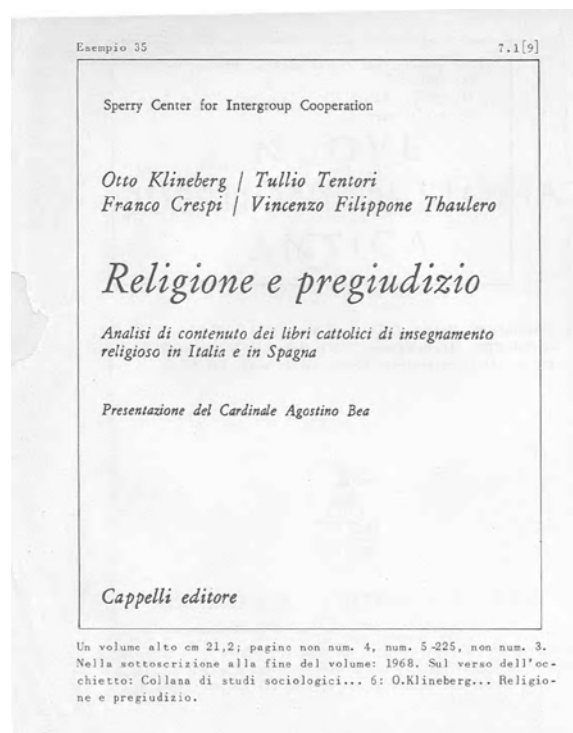 Esempio 35 7.1[9]
Sperry Center for Intergroup Cooperation
Otto Klineberg / Tullio Tentori
Franco Crespi / Vincenzo Filippone Thaulero
Religione e pregiudizio
Analisi di contenuto dei libri cattolici di insegnamento
religioso in Italia e in Spagna
Presentazione del Cardinale Agostino Bea
Cappelli editore
Un volume alto cm 21,2; pagine non num. 4, num. 5-225, non num. 3.
Nella sottoscrizione alla fine del volume: 1968. Sul verso dell'oc-
chietto: Collana di studi sociologici... 6: O.Klineberg... Religio-
ne e pregiudizio.